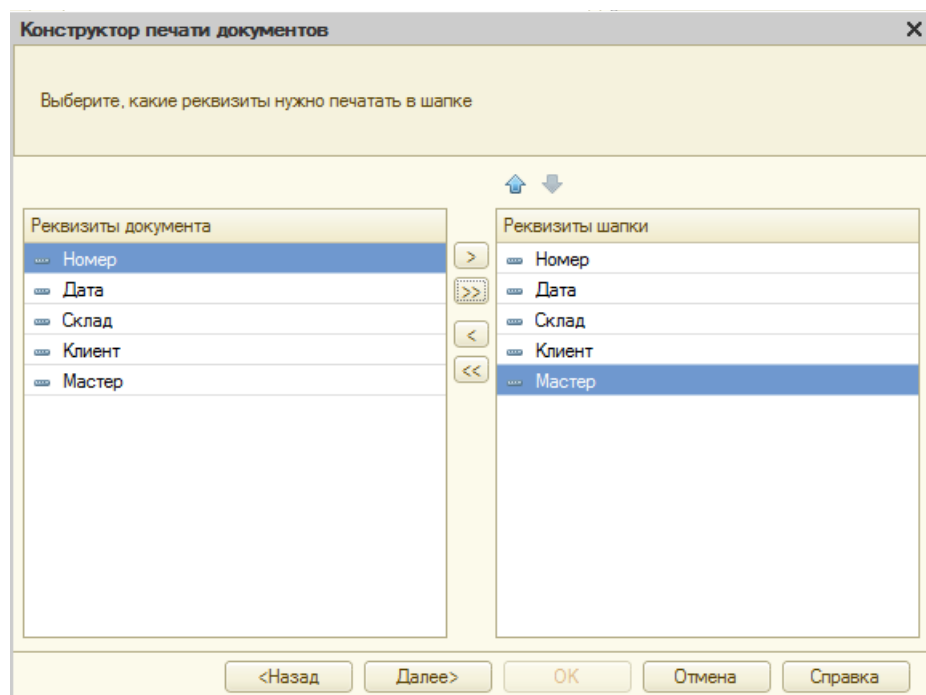 Конструктор печати документов
Выберите, какие реквизиты нужно печатать в шапке
Реквизиты документа
Номер
Дата
Склад
Клиент
Мастер
>
>>
<
<<
Реквизиты шапки
Номер
Дата
Склад
Клиент
Мастер
<Назад
Далее>
OK
Отмена
Справка